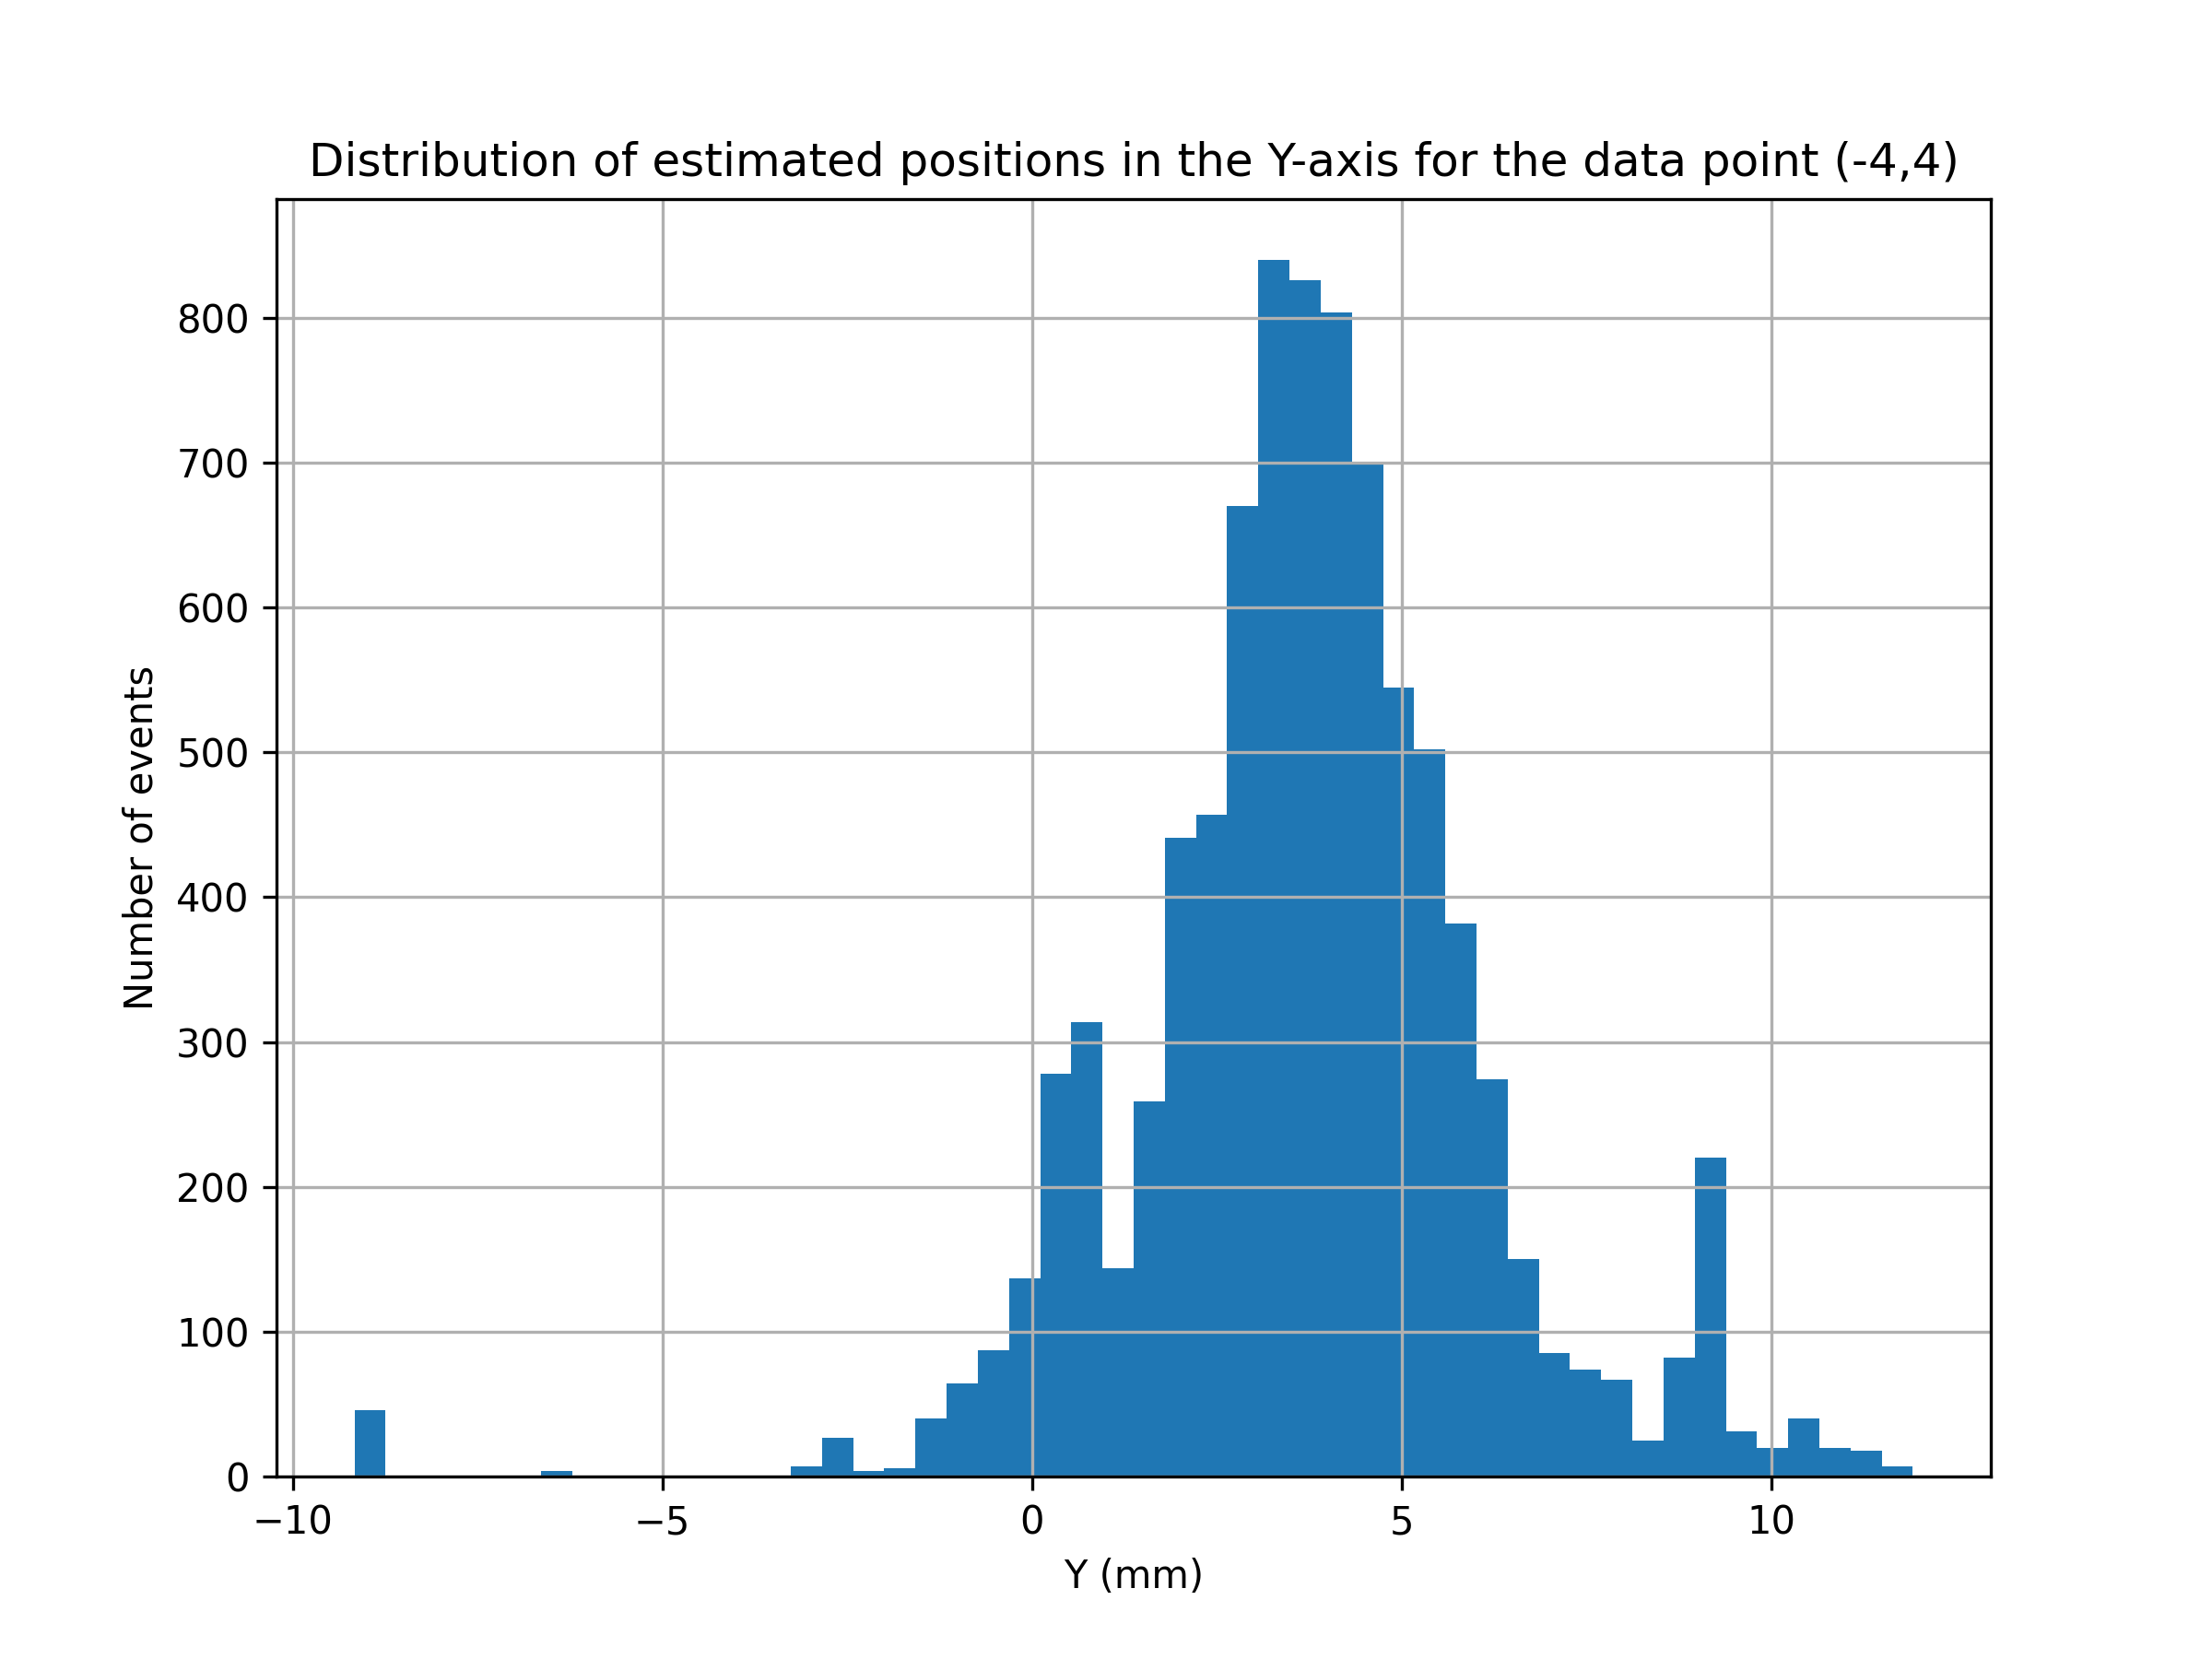 Distribution of estimated positions in the Y-axis for the data point (-4,4)
800
700
600
500
400
300
200
100
0
Number of events
−10 −5 0 5 10
Y (mm)